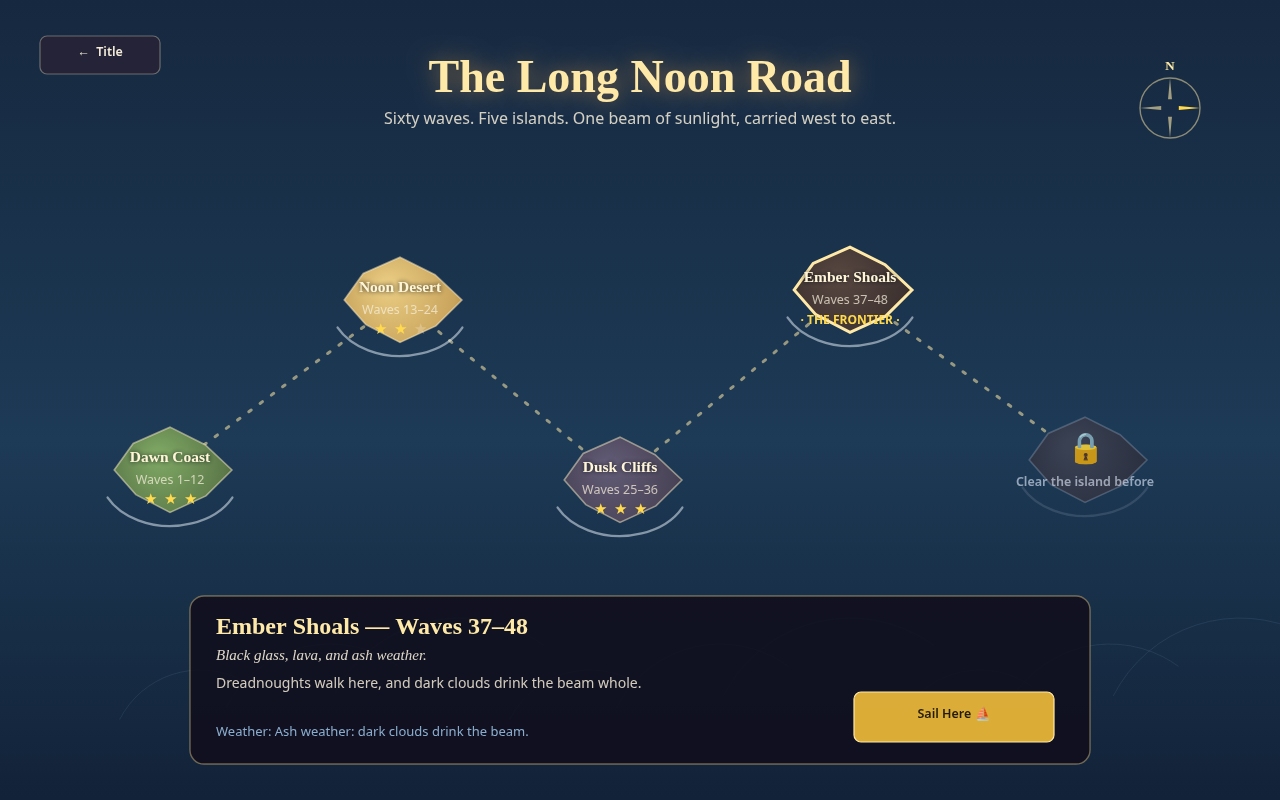 ← Title
The Long Noon Road
Sixty waves. Five islands. One beam of sunlight, carried west to east.
N
Noon Desert
Waves 13–24
★ ★ ★
Ember Shoals
Waves 37–48
· THE FRONTIER ·
Dawn Coast
Waves 1–12
★ ★ ★
Dusk Cliffs
Waves 25–36
★ ★ ★
🔒
Clear the island before
Ember Shoals — Waves 37–48
Black glass, lava, and ash weather.
Dreadnoughts walk here, and dark clouds drink the beam whole.
Sail Here ⛵
Weather: Ash weather: dark clouds drink the beam.